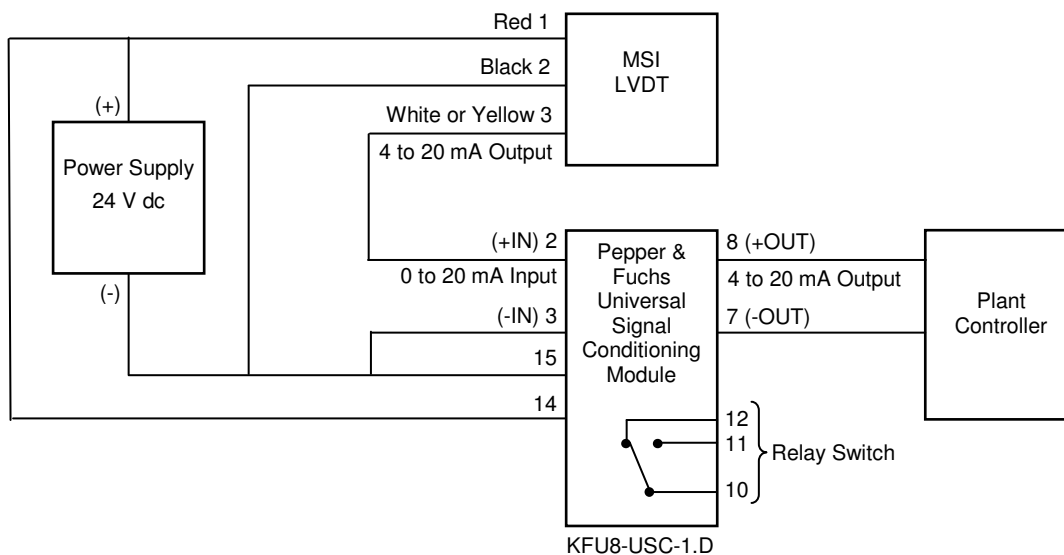 Red 1
MSI
LVDT
Black 2
(+)
White or Yellow 3
4 to 20 mA Output
Power Supply
24 V dc
(-)
(+IN) 2
0 to 20 mA Input
(-IN) 3
15
14
Pepper &
Fuchs
Universal
Signal
Conditioning
Module
8 (+OUT)
4 to 20 mA Output
7 (-OUT)
Plant
Controller
12
11
10
Relay Switch
KFU8-USC-1.D